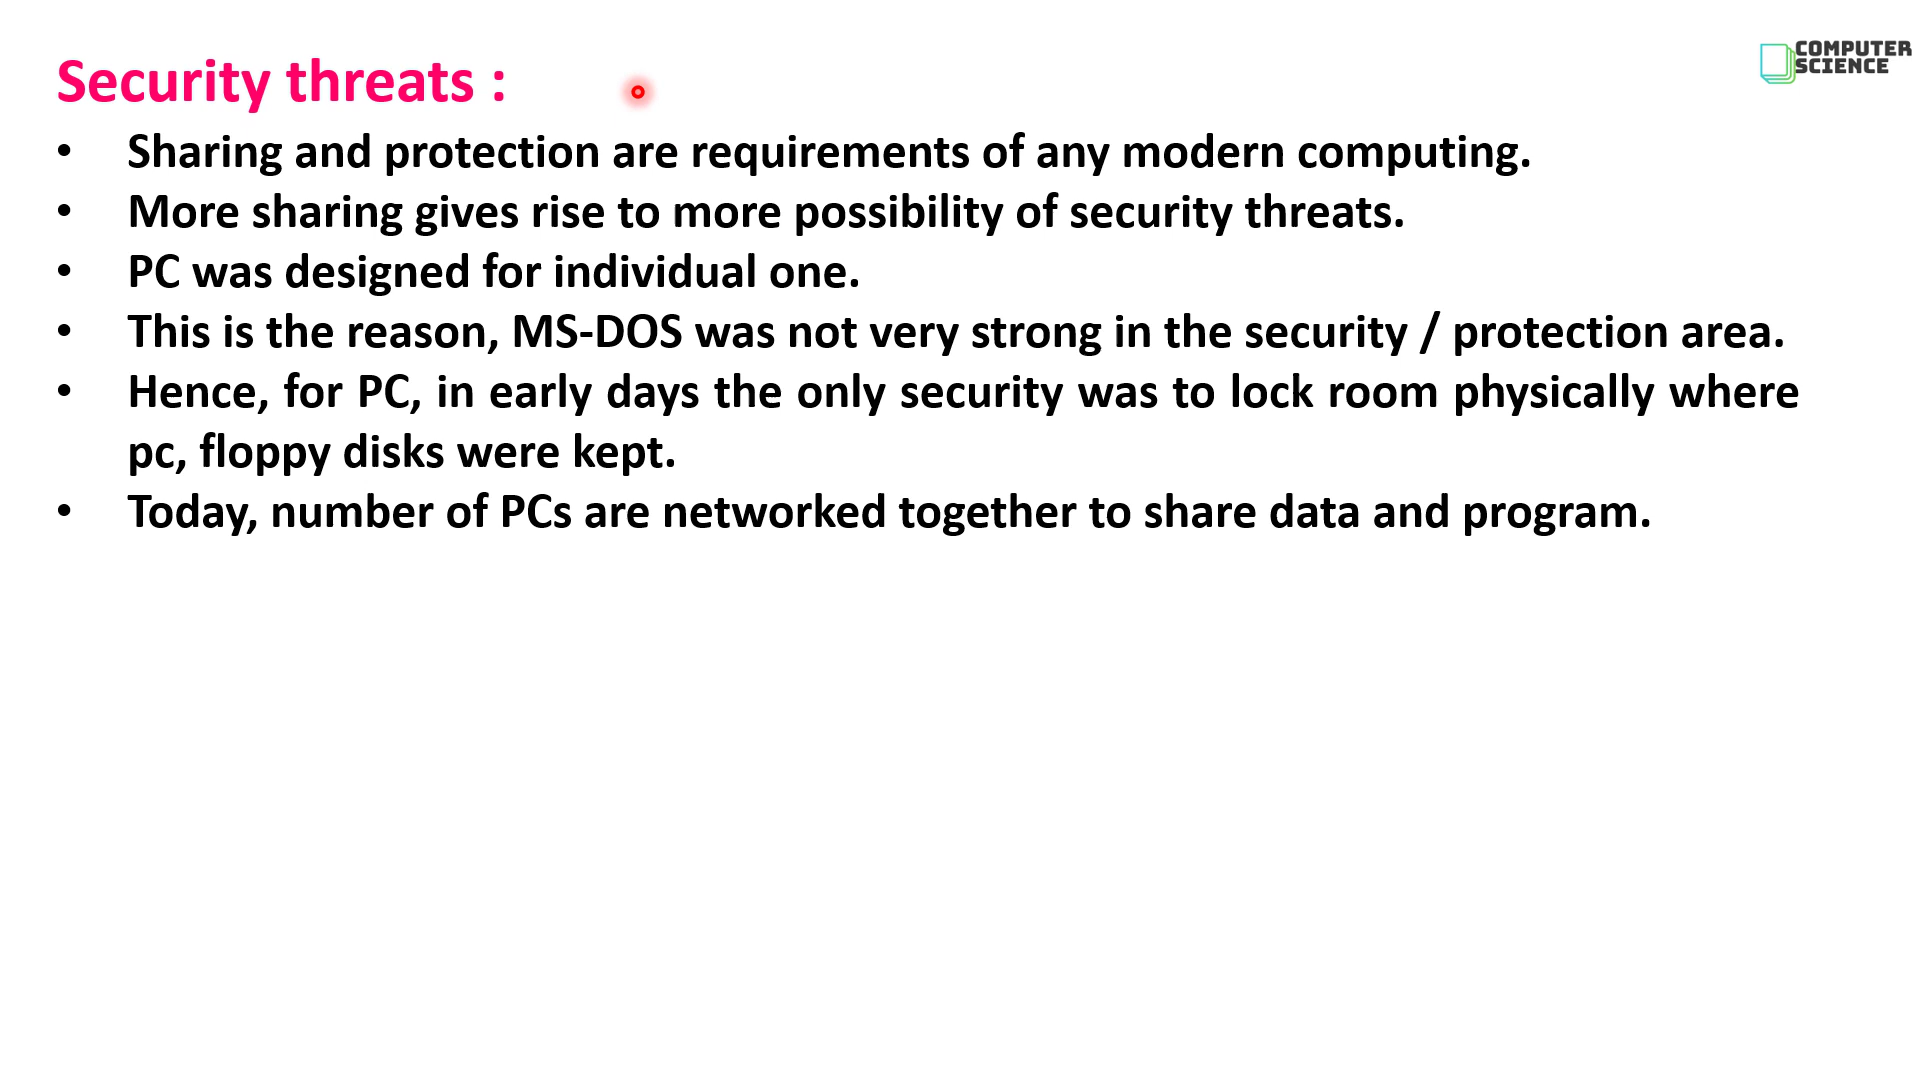 Security threats :
COMPUTER
SCIENCE
• Sharing and protection are requirements of any modern computing.
• More sharing gives rise to more possibility of security threats.
• PC was designed for individual one.
• This is the reason, MS-DOS was not very strong in the security / protection area.
• Hence, for PC, in early days the only security was to lock room physically where
pc, floppy disks were kept.
• Today, number of PCs are networked together to share data and program.